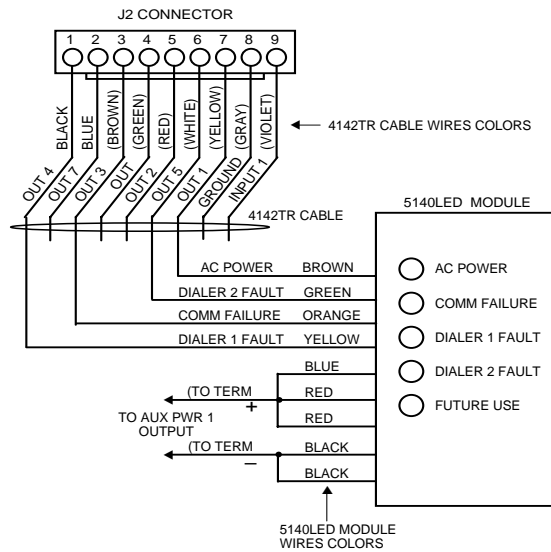 J2 CONNECTOR
1 2 3 4 5 6 7 8 9
BLACK
BLUE
(BROWN)
(GREEN)
(RED)
(WHITE)
(YELLOW)
(GRAY)
(VIOLET)
4142TR CABLE WIRES COLORS
OUT 4
OUT 7
OUT 3
OUT
OUT 2
OUT 5
OUT 1
GROUND
INPUT 1
4142TR CABLE
5140LED MODULE
AC POWER BROWN
DIALER 2 FAULT GREEN
COMM FAILURE ORANGE
DIALER 1 FAULT YELLOW
BLUE
RED
RED
BLACK
BLACK
AC POWER
COMM FAILURE
DIALER 1 FAULT
DIALER 2 FAULT
FUTURE USE
(TO TERM
+
TO AUX PWR 1
OUTPUT
(TO TERM
–
5140LED MODULE
WIRES COLORS